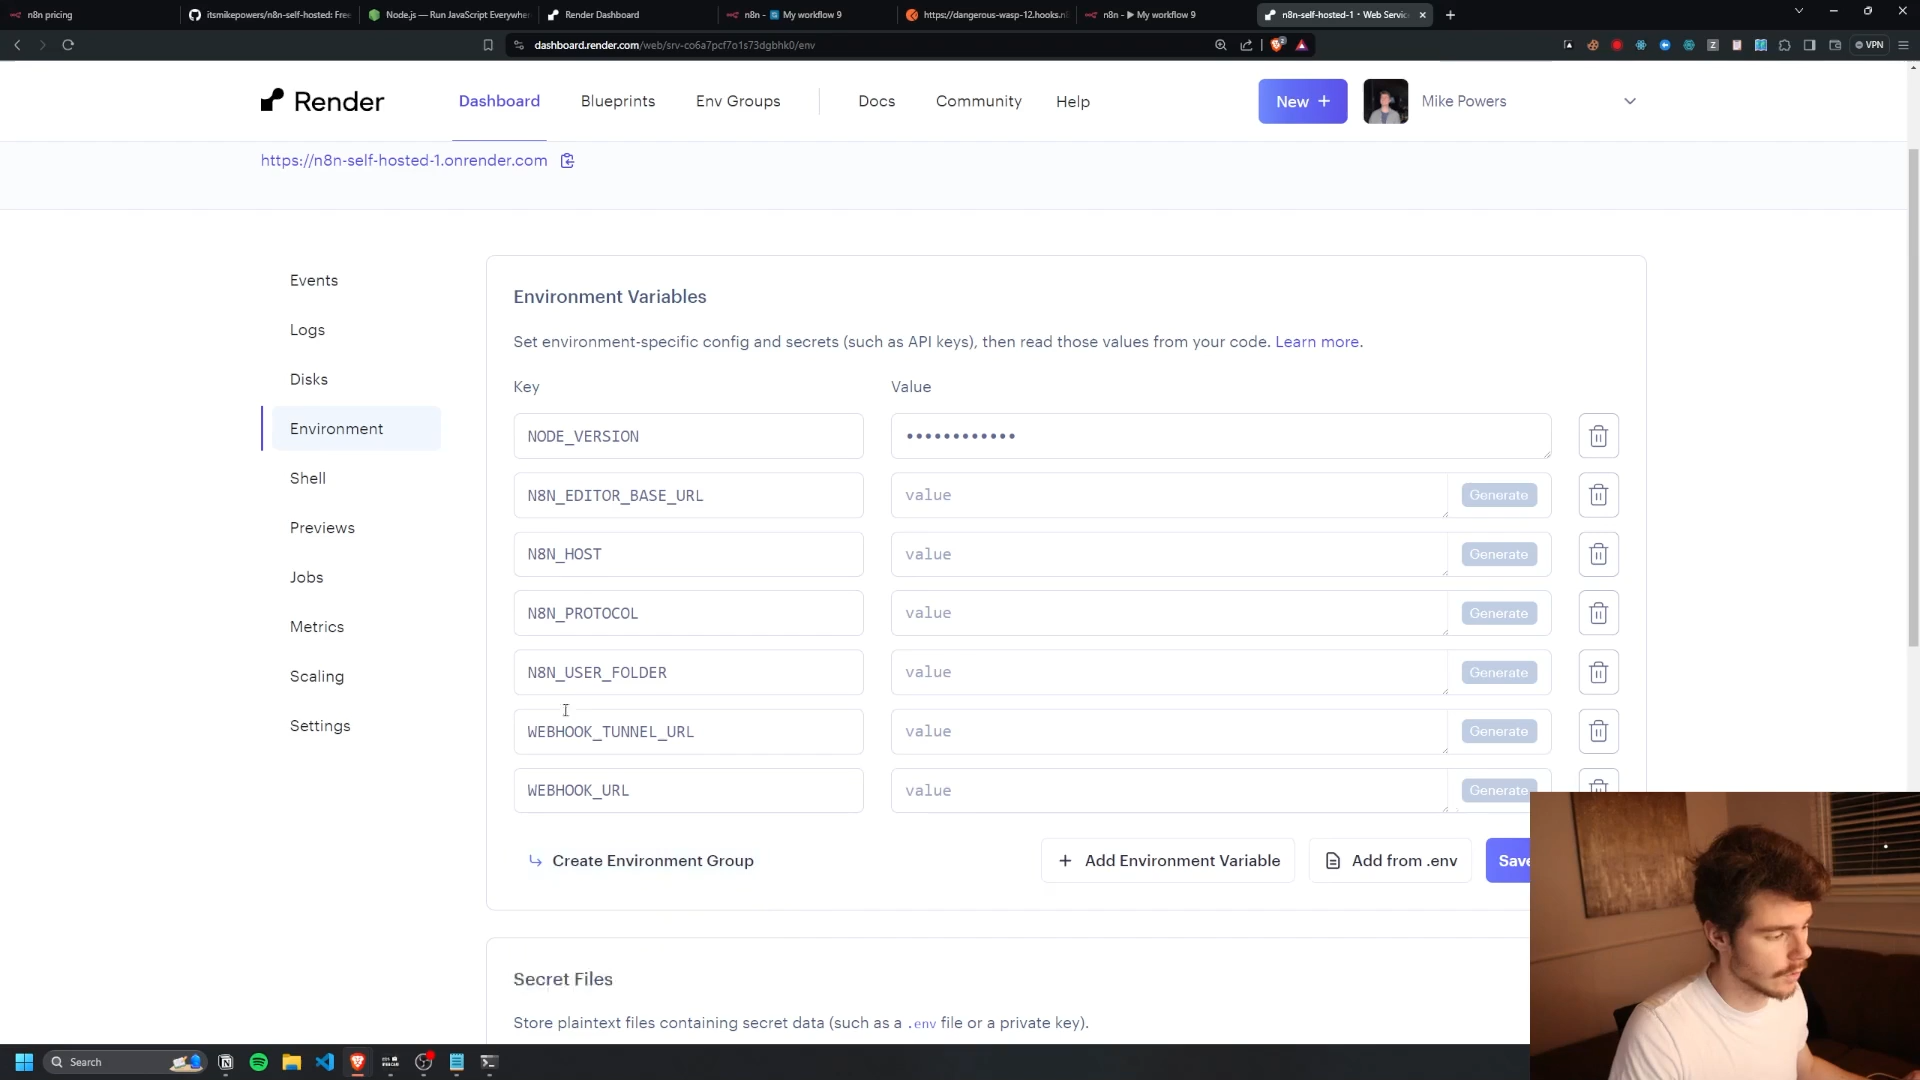 n8n pricing
itsmikepowers/n8n-self-hosted: Free
Node.js — Run JavaScript Everywhere
Render Dashboard
n8n - My workflow 9
https://dangerous-wasp-12.hooks.n
n8n - ▶ My workflow 9
n8n-self-hosted-1 · Web Servic
dashboard.render.com/web/srv-co6a7pcf7o1s73dgbhk0/env
VPN
Render
Dashboard
Blueprints
Env Groups
Docs
Community
Help
New +
Mike Powers
https://n8n-self-hosted-1.onrender.com
Events
Logs
Disks
Environment
Shell
Previews
Jobs
Metrics
Scaling
Settings
Environment Variables
Set environment-specific config and secrets (such as API keys), then read those values from your code. Learn more.
Key Value
NODE_VERSION ••••••••••••
N8N_EDITOR_BASE_URL value Generate
N8N_HOST value Generate
N8N_PROTOCOL value Generate
N8N_USER_FOLDER value Generate
WEBHOOK_TUNNEL_URL value Generate
WEBHOOK_URL value Generate
Create Environment Group
+ Add Environment Variable
Add from .env
Save
Secret Files
Store plaintext files containing secret data (such as a .env file or a private key).
Search